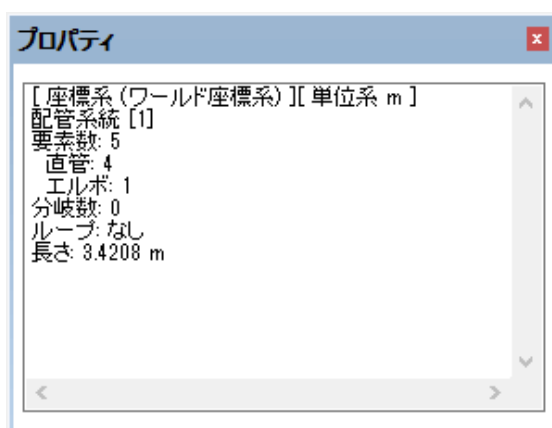 プロパティ
[ 座標系 (ワールド座標系) ][ 単位系 m ]
配管系統 [1]
要素数: 5
直管: 4
エルボ: 1
分岐数: 0
ループ: なし
長さ: 3.4208 m